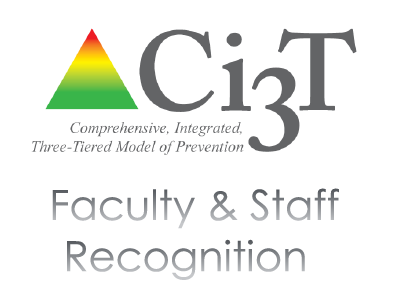 Ci3T
Comprehensive, Integrated,
Three-Tiered Model of Prevention
Faculty & Staff
Recognition